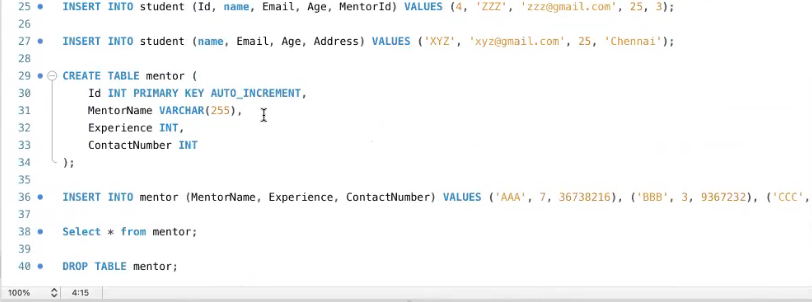 25 INSERT INTO student (Id, name, Email, Age, MentorId) VALUES (4, 'ZZZ', 'zzz@gmail.com', 25, 3);
26
27 INSERT INTO student (name, Email, Age, Address) VALUES ('XYZ', 'xyz@gmail.com', 25, 'Chennai');
28
29 CREATE TABLE mentor (
30 Id INT PRIMARY KEY AUTO_INCREMENT,
31 MentorName VARCHAR(255),
32 Experience INT,
33 ContactNumber INT
34 );
35
36 INSERT INTO mentor (MentorName, Experience, ContactNumber) VALUES ('AAA', 7, 36738216), ('BBB', 3, 9367232), ('CCC',
37
38 Select * from mentor;
39
40 DROP TABLE mentor;
100% 4:15